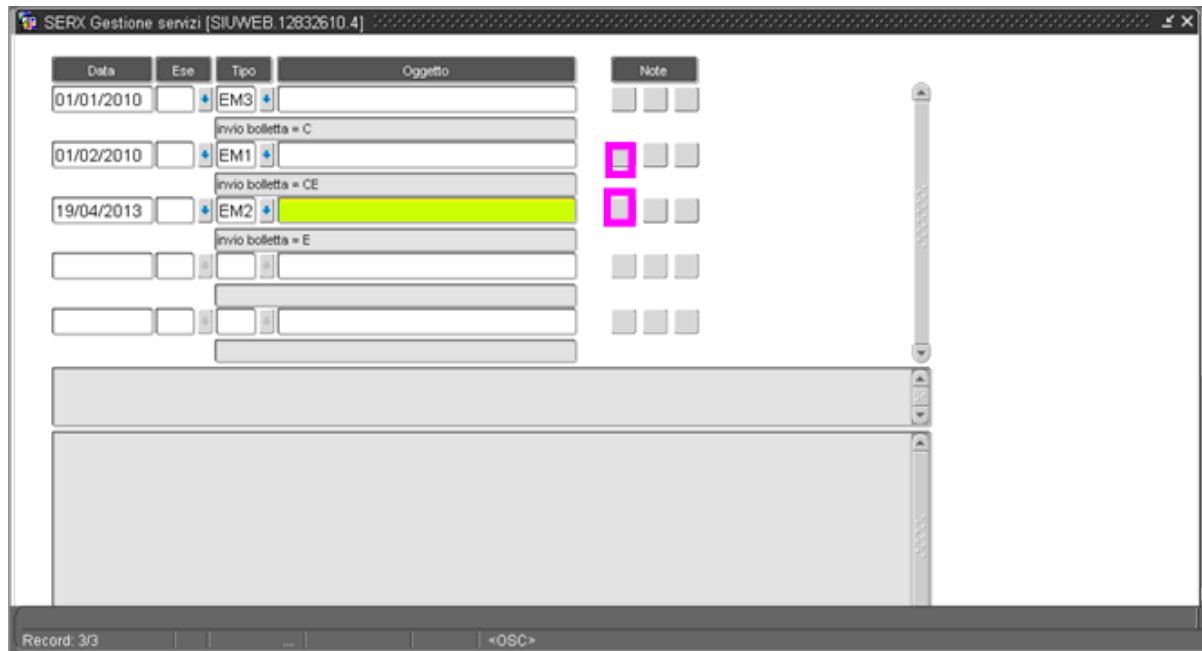 SERX Gestione servizi [SIUWEB.12832610.4]
Data Ese Tipo Oggetto Note
01/01/2010 EM3
invio bolletta = C
01/02/2010 EM1
invio bolletta = CE
19/04/2013 EM2
invio bolletta = E
Record: 3/3 ... <OSC>